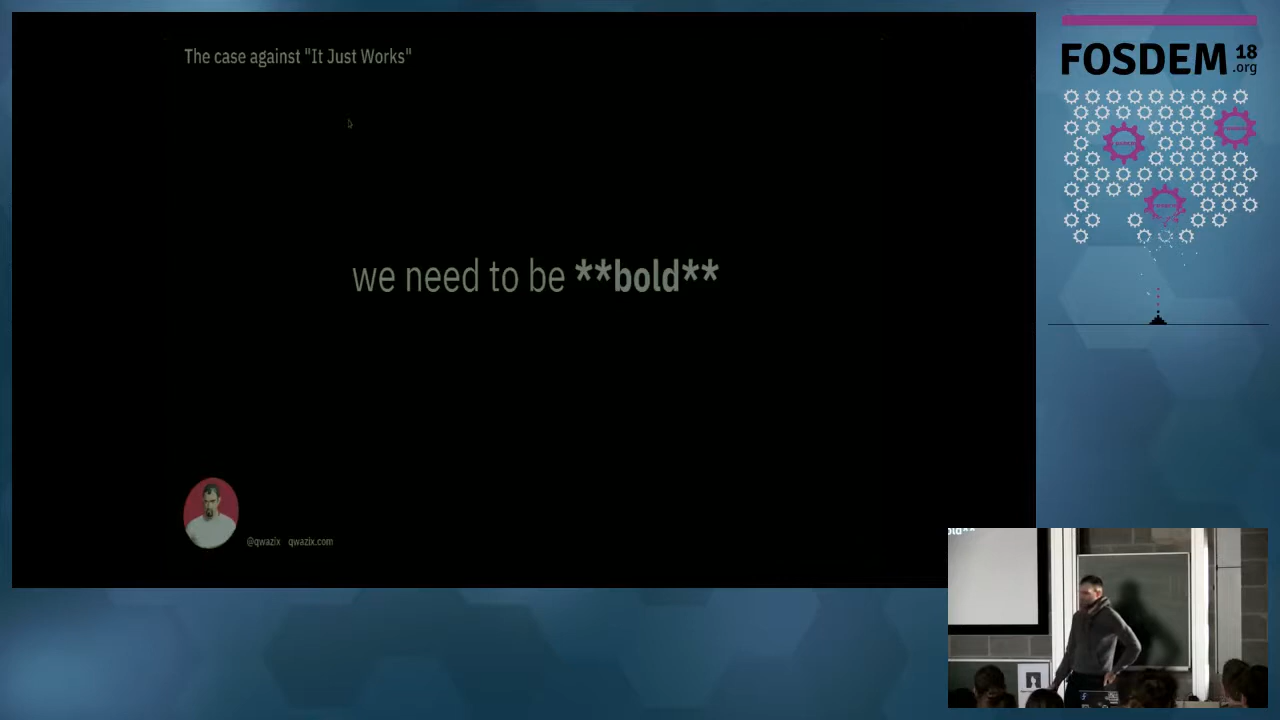 The case against "It Just Works"
we need to be **bold**
@qwazix qwazix.com
FOSDEM 18
.org